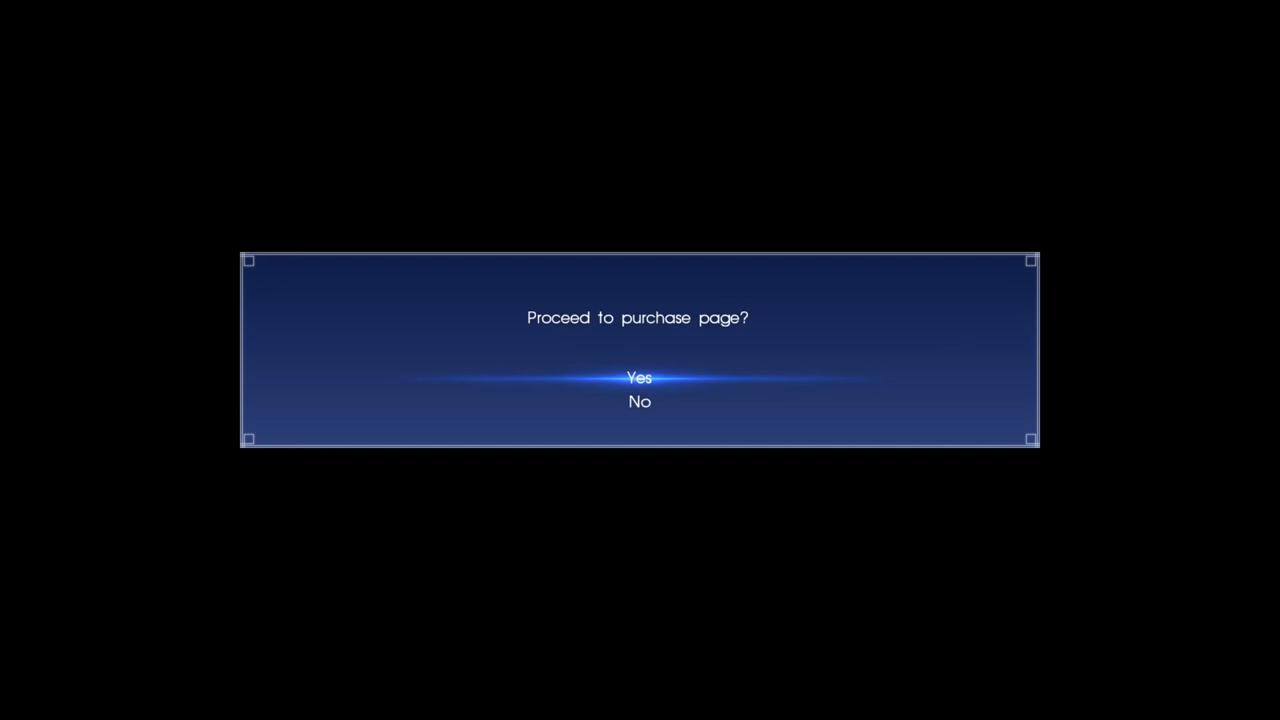 Proceed to purchase page?
Yes
No